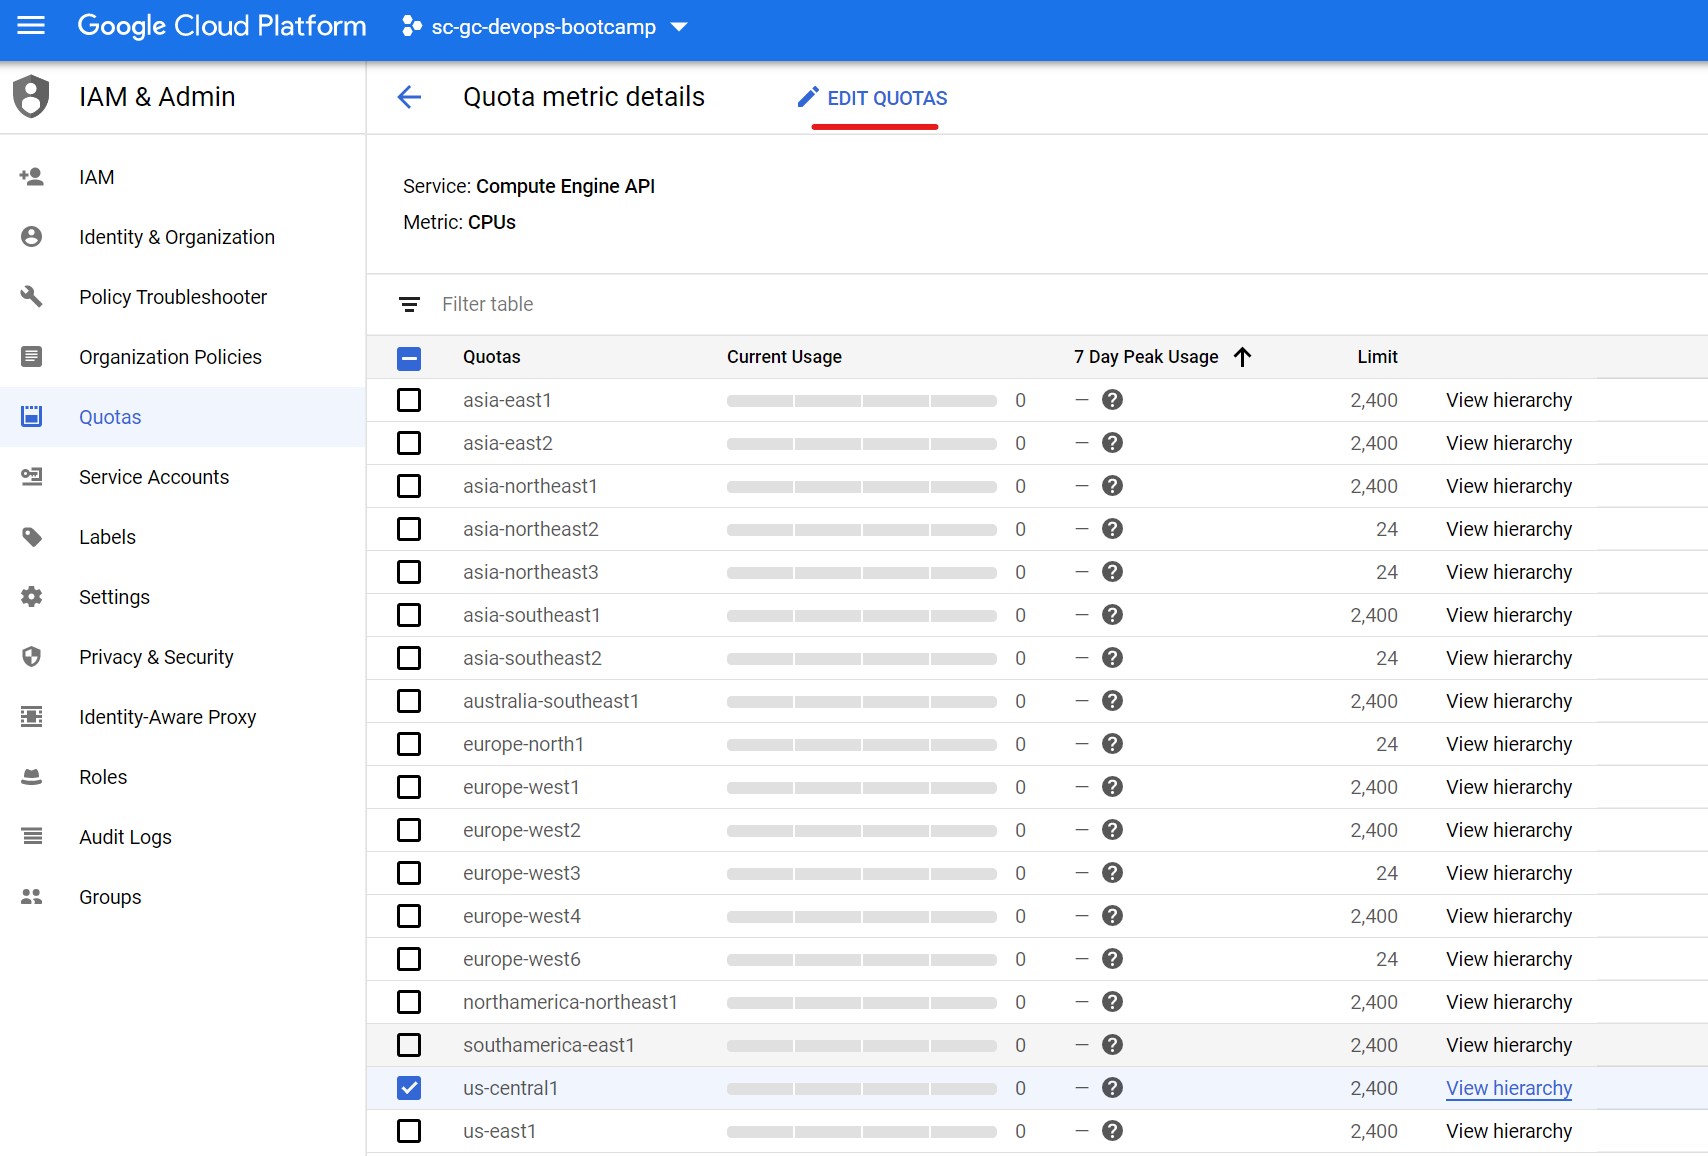 Google Cloud Platform sc-gc-devops-bootcamp
IAM & Admin
Quota metric details EDIT QUOTAS
IAM
Identity & Organization
Policy Troubleshooter
Organization Policies
Quotas
Service Accounts
Labels
Settings
Privacy & Security
Identity-Aware Proxy
Roles
Audit Logs
Groups
Service: Compute Engine API
Metric: CPUs
Filter table
Quotas Current Usage 7 Day Peak Usage Limit
asia-east1 0 — 2,400 View hierarchy
asia-east2 0 — 2,400 View hierarchy
asia-northeast1 0 — 2,400 View hierarchy
asia-northeast2 0 — 24 View hierarchy
asia-northeast3 0 — 24 View hierarchy
asia-southeast1 0 — 2,400 View hierarchy
asia-southeast2 0 — 24 View hierarchy
australia-southeast1 0 — 2,400 View hierarchy
europe-north1 0 — 24 View hierarchy
europe-west1 0 — 2,400 View hierarchy
europe-west2 0 — 2,400 View hierarchy
europe-west3 0 — 24 View hierarchy
europe-west4 0 — 2,400 View hierarchy
europe-west6 0 — 24 View hierarchy
northamerica-northeast1 0 — 2,400 View hierarchy
southamerica-east1 0 — 2,400 View hierarchy
us-central1 0 — 2,400 View hierarchy
us-east1 0 — 2,400 View hierarchy